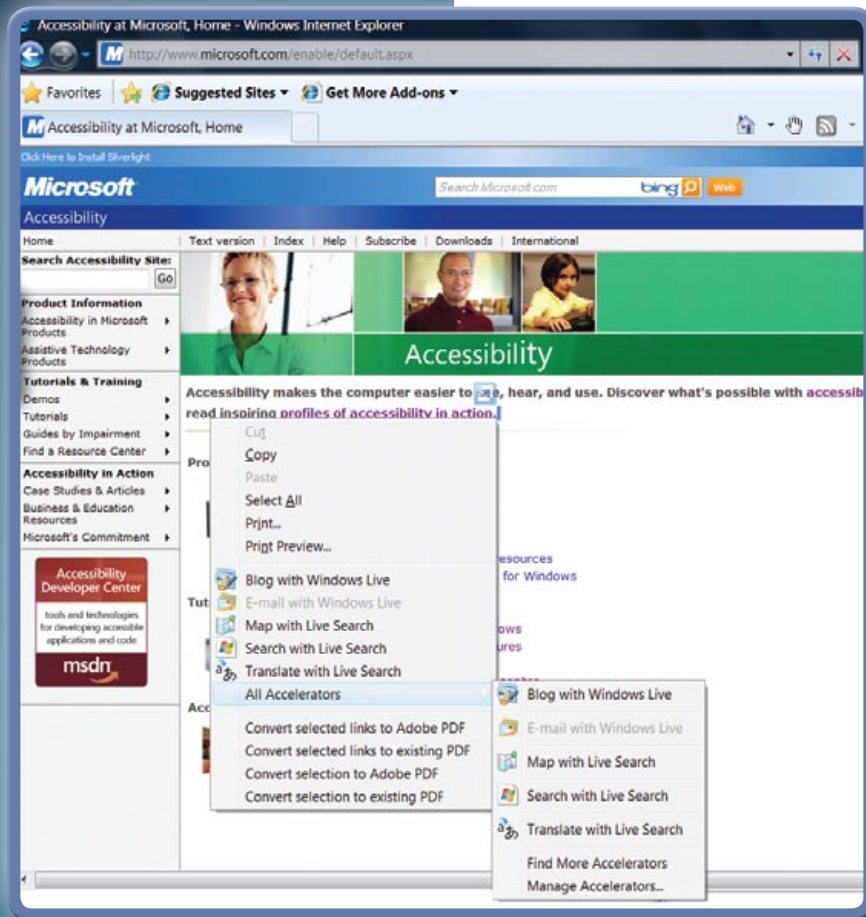 Accessibility at Microsoft, Home - Windows Internet Explorer
http://www.microsoft.com/enable/default.aspx
Favorites Suggested Sites Get More Add-ons
Accessibility at Microsoft, Home
Click Here to Install Silverlight
Microsoft
Search Microsoft.com bing Web
Accessibility
Home Text version | Index | Help | Subscribe | Downloads | International
Search Accessibility Site:
Go
Product Information
Accessibility in Microsoft
Products
Assistive Technology
Products
Tutorials & Training
Demos
Tutorials
Guides by Impairment
Find a Resource Center
Accessibility in Action
Case Studies & Articles
Business & Education
Resources
Microsoft's Commitment
Accessibility
Developer Center
tools and technologies
for developing accessible
applications and code
msdn
Accessibility
Accessibility makes the computer easier to e, hear, and use. Discover what's possible with accessib
read inspiring profiles of accessibility in action.
Pro
esources
for Windows
Tut
ows
ures
Acc
Cut
Copy
Paste
Select All
Print...
Print Preview...
Blog with Windows Live
E-mail with Windows Live
Map with Live Search
Search with Live Search
Translate with Live Search
All Accelerators
Convert selected links to Adobe PDF
Convert selected links to existing PDF
Convert selection to Adobe PDF
Convert selection to existing PDF
Blog with Windows Live
E-mail with Windows Live
Map with Live Search
Search with Live Search
Translate with Live Search
Find More Accelerators
Manage Accelerators...